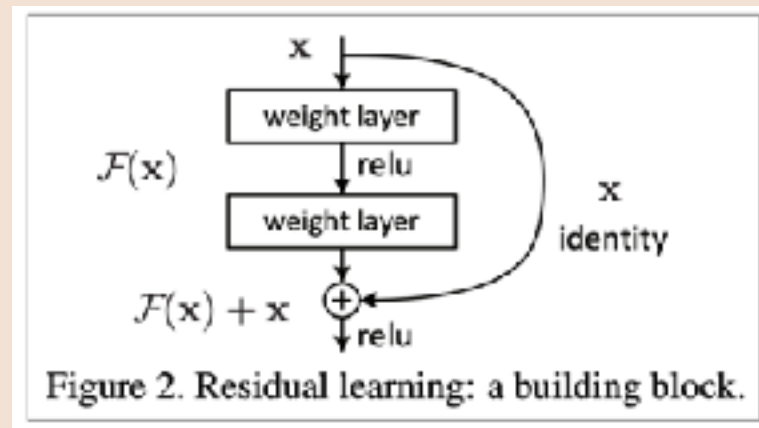 x
weight layer
F(x)
relu
x
weight layer
identity
F(x) + x
relu
Figure 2. Residual learning: a building block.